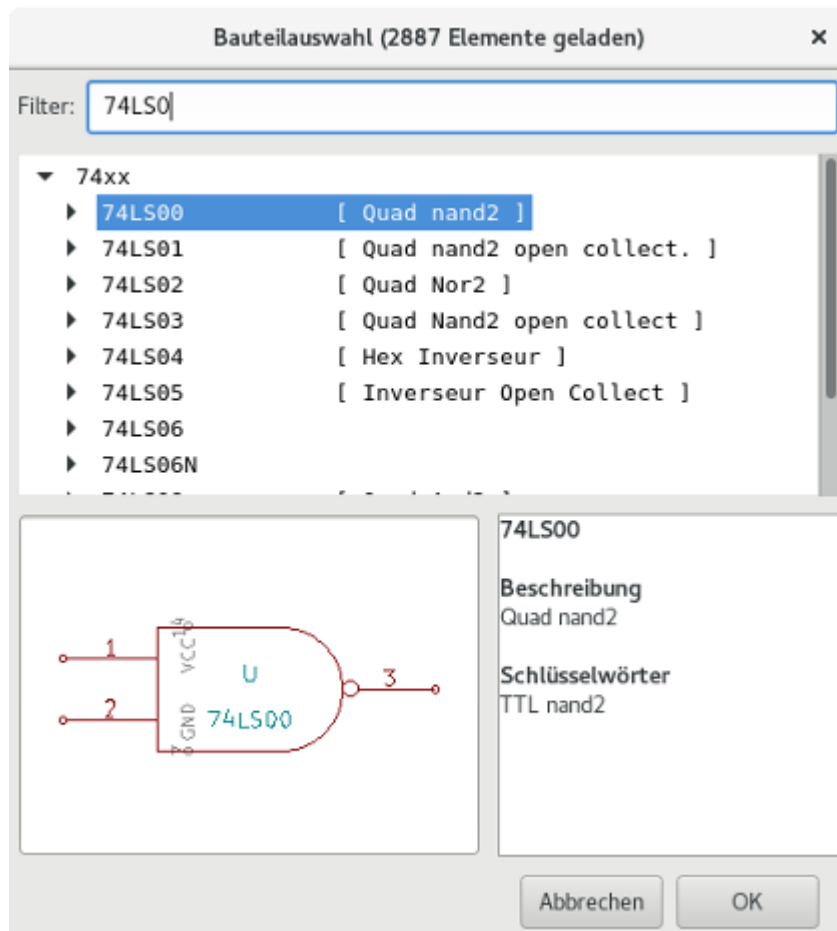 Bauteilauswahl (2887 Elemente geladen) ×
Filter: 74LS0
74xx
74LS00 [ Quad nand2 ]
74LS01 [ Quad nand2 open collect. ]
74LS02 [ Quad Nor2 ]
74LS03 [ Quad Nand2 open collect ]
74LS04 [ Hex Inverseur ]
74LS05 [ Inverseur Open Collect ]
74LS06
74LS06N
14
VCC
1
2
3
U
74LS00
GND
7
74LS00
Beschreibung
Quad nand2
Schlüsselwörter
TTL nand2
Abbrechen OK